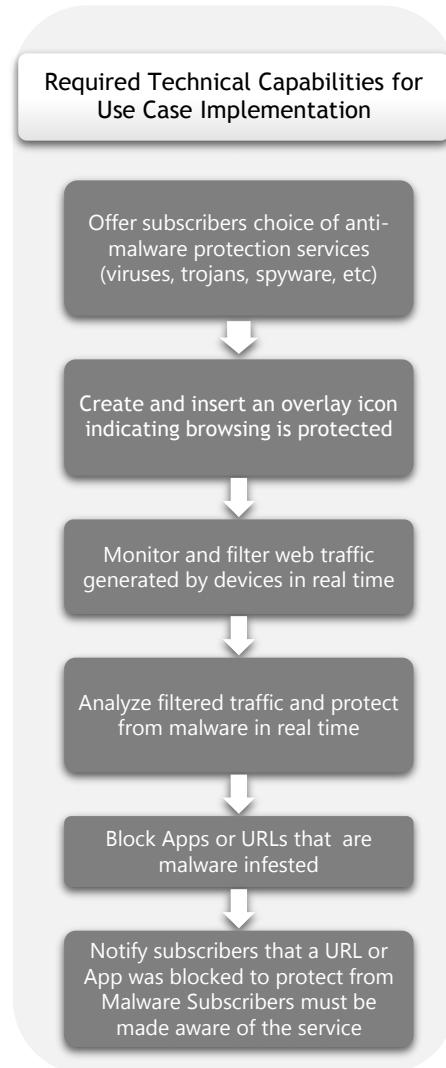 Required Technical Capabilities for
Use Case Implementation
Offer subscribers choice of anti-
malware protection services
(viruses, trojans, spyware, etc)
Create and insert an overlay icon
indicating browsing is protected
Monitor and filter web traffic
generated by devices in real time
Analyze filtered traffic and protect
from malware in real time
Block Apps or URLs that are
malware infested
Notify subscribers that a URL or
App was blocked to protect from
Malware Subscribers must be
made aware of the service